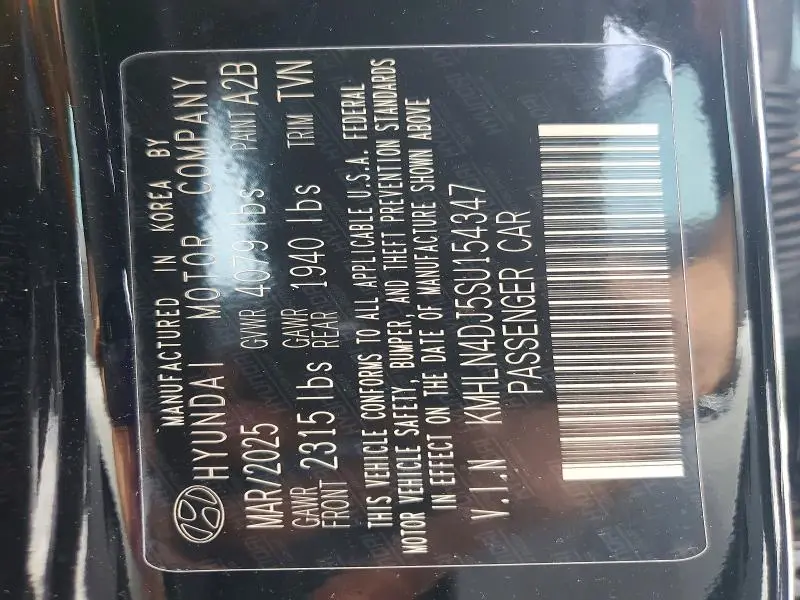 MANUFACTURED IN KOREA BY
HYUNDAI MOTOR COMPANY
MAR/2025 GVWR 4079 lbs PAINT A2B
GAWR FRONT 2315 lbs GAWR REAR 1940 lbs TRIM TVN
THIS VEHICLE CONFORMS TO ALL APPLICABLE U.S.A. FEDERAL
MOTOR VEHICLE SAFETY, BUMPER, AND THEFT PREVENTION STANDARDS
IN EFFECT ON THE DATE OF MANUFACTURE SHOWN ABOVE
V.I.N KMHLN4DJ5SU154347
PASSENGER CAR